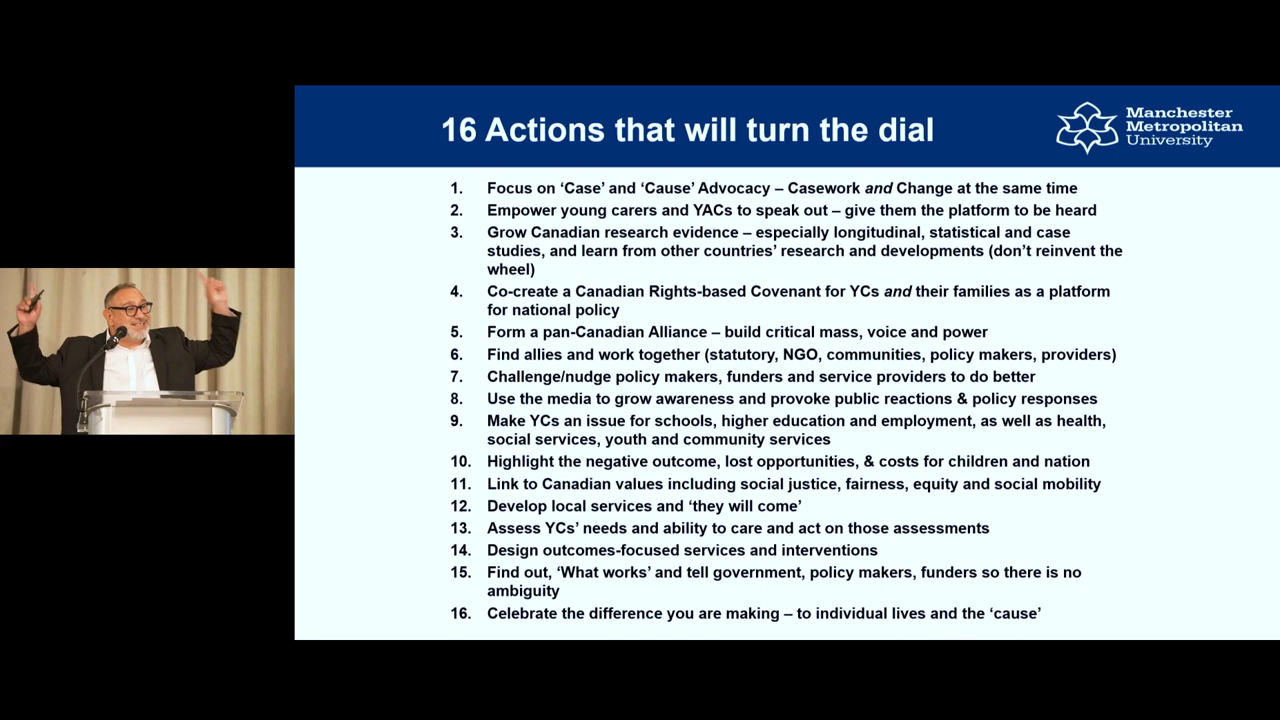 16 Actions that will turn the dial
Manchester
Metropolitan
University
1. Focus on ‘Case’ and ‘Cause’ Advocacy – Casework and Change at the same time
2. Empower young carers and YACs to speak out – give them the platform to be heard
3. Grow Canadian research evidence – especially longitudinal, statistical and case
studies, and learn from other countries’ research and developments (don’t reinvent the
wheel)
4. Co-create a Canadian Rights-based Covenant for YCs and their families as a platform
for national policy
5. Form a pan-Canadian Alliance – build critical mass, voice and power
6. Find allies and work together (statutory, NGO, communities, policy makers, providers)
7. Challenge/nudge policy makers, funders and service providers to do better
8. Use the media to grow awareness and provoke public reactions & policy responses
9. Make YCs an issue for schools, higher education and employment, as well as health,
social services, youth and community services
10. Highlight the negative outcome, lost opportunities, & costs for children and nation
11. Link to Canadian values including social justice, fairness, equity and social mobility
12. Develop local services and ‘they will come’
13. Assess YCs’ needs and ability to care and act on those assessments
14. Design outcomes-focused services and interventions
15. Find out, ‘What works’ and tell government, policy makers, funders so there is no
ambiguity
16. Celebrate the difference you are making – to individual lives and the ‘cause’